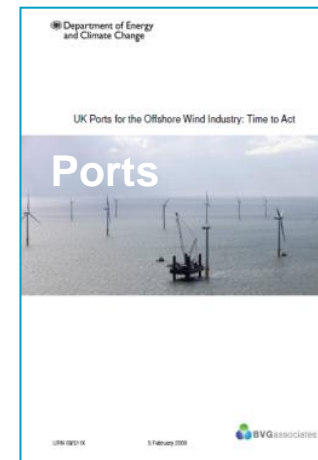 Department of Energy
and Climate Change
UK Ports for the Offshore Wind Industry: Time to Act
Ports
5 February 2009
BVGassociates